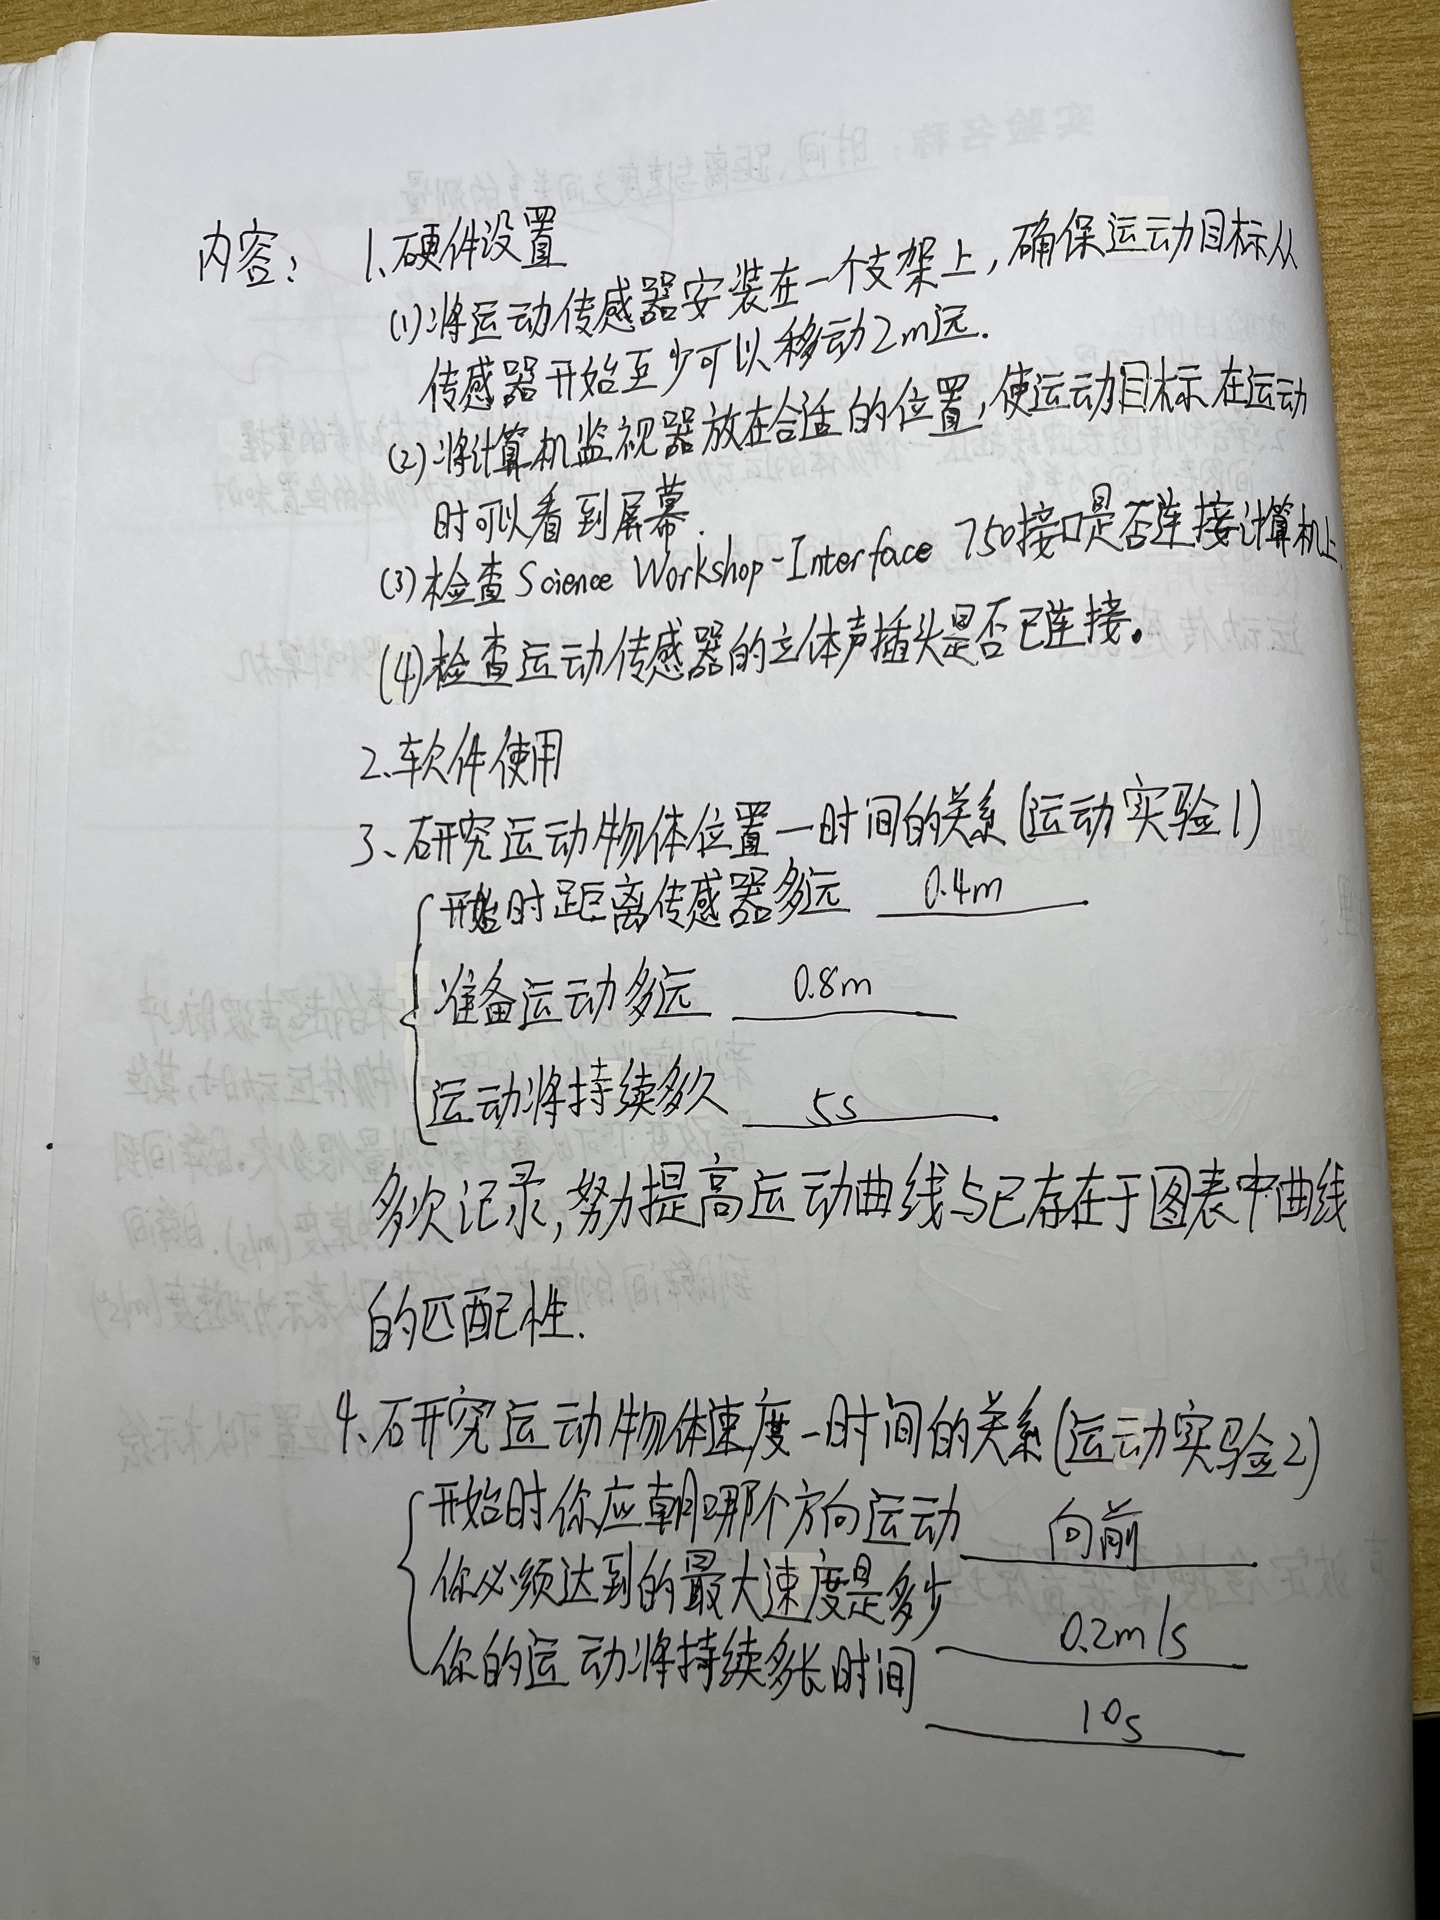 内容: 1、硬件设置
(1)将运动传感器安装在一个支架上,确保运动目标从
传感器开始至少可以移动2m远.
(2)将计算机监视器放在合适的位置,使运动目标在运动
时可以看到屏幕.
(3)检查Science Workshop-Interface 750接口是否连接计算机上.
(4)检查运动传感器的立体声插头是否已连接。
2、软件使用
3、研究运动物体位置一时间的关系(运动实验1)
开始时距离传感器多远 0.4m
准备运动多远 0.8m
运动将持续多久 5s
多次记录,努力提高运动曲线与已存在于图表中曲线
的匹配性.
4、研究运动物体速度一时间的关系(运动实验2)
开始时你应朝哪个方向运动 向前
你必须达到的最大速度是多少 0.2m/s
你的运动将持续多长时间 10s